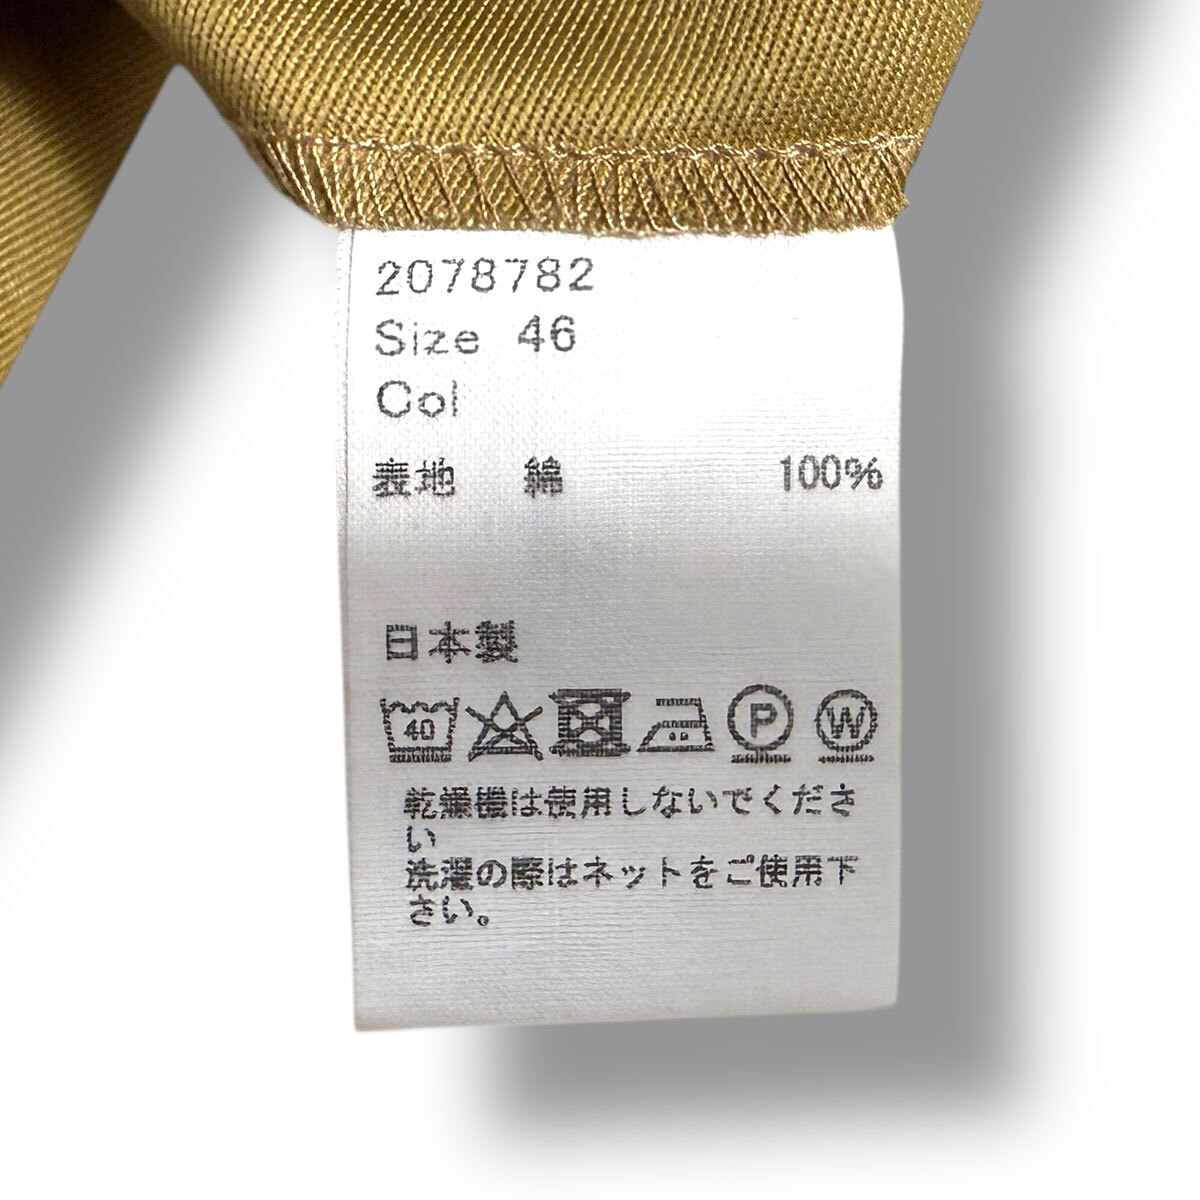 2078782
Size 46
Col
表地 綿 100%
日本製
40 P W
乾燥機は使用しないでくださ
い
洗濯の際はネットをご使用下
さい。